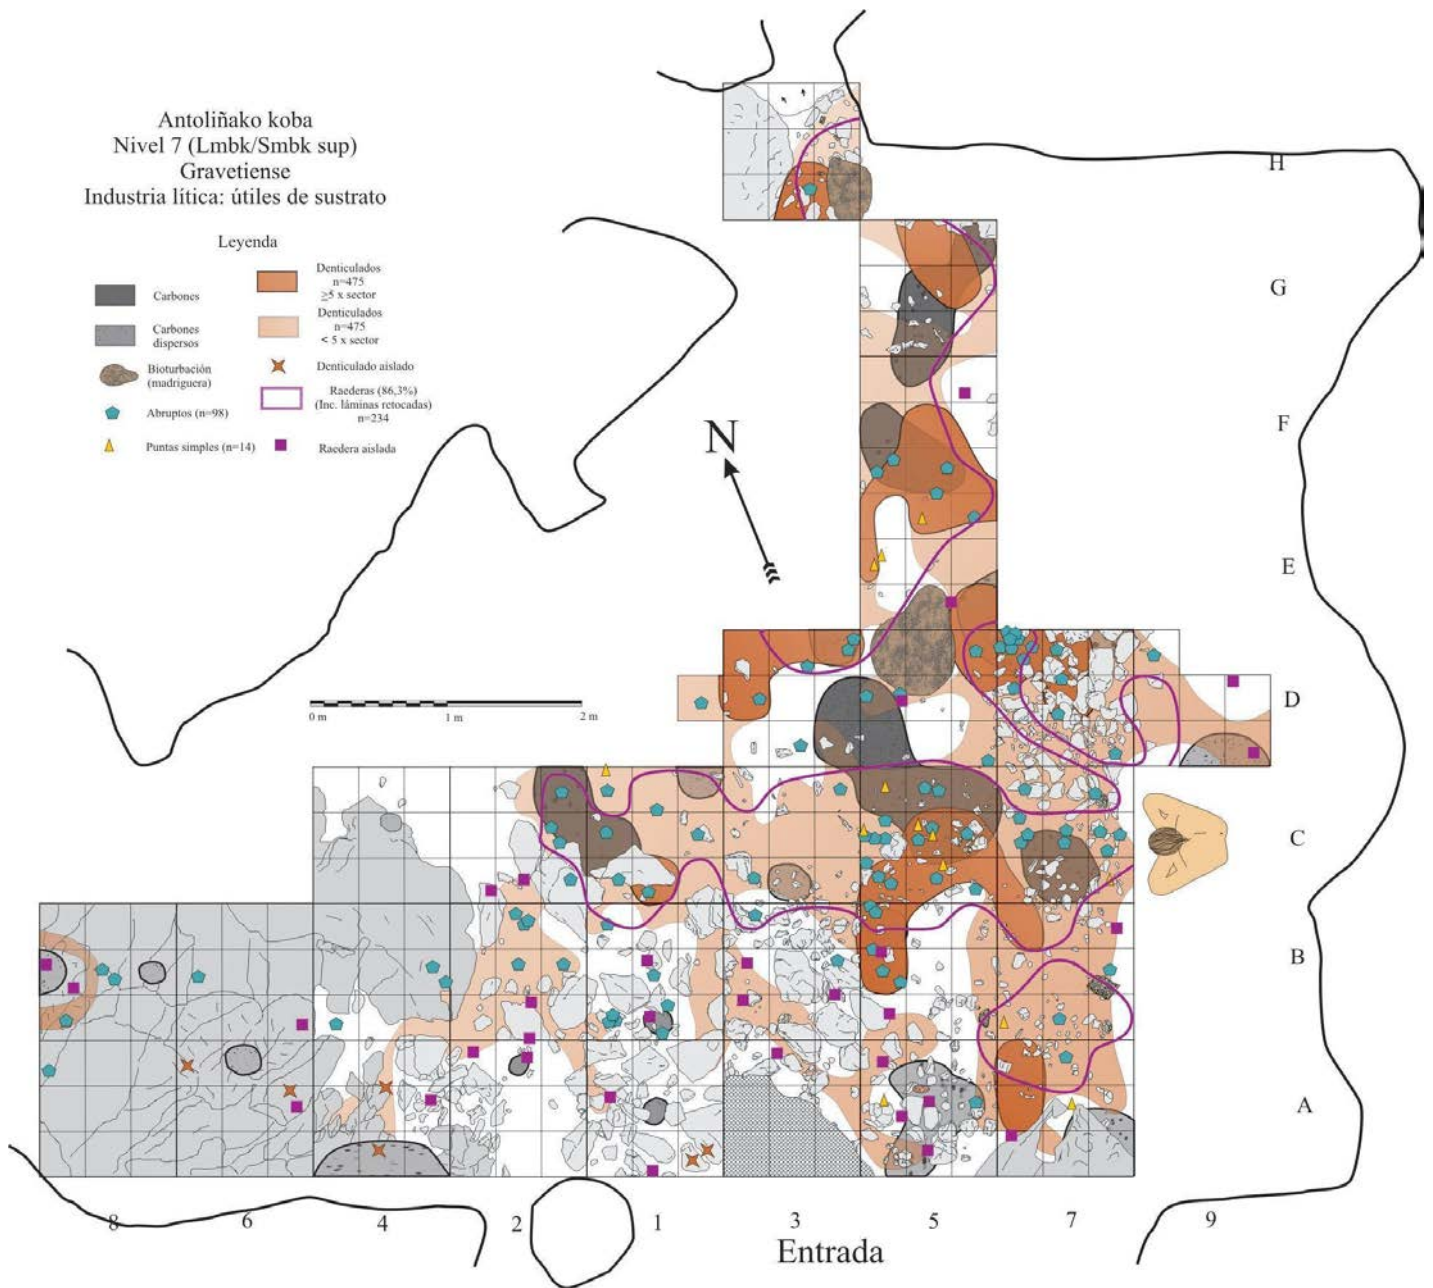 Antoliñako koba
Nivel 7 (Lmbk/Smbk sup)
Gravetiense
Industria lítica: útiles de sustrato
Leyenda
Carbones
Carbones
dispersos
Bioturbación
(madriguera)
Abruptos (n=98)
Puntas simples (n=14)
Denticulados
n=475
≥5 x sector
Denticulados
n=475
< 5 x sector
Denticulado aislado
Raederas (86,3%)
(Inc. láminas retocadas)
n=234
Raedera aislada
N
0 m
1 m
2 m
H
G
F
E
D
C
B
A
8
6
4
2
1
3
5
7
9
Entrada